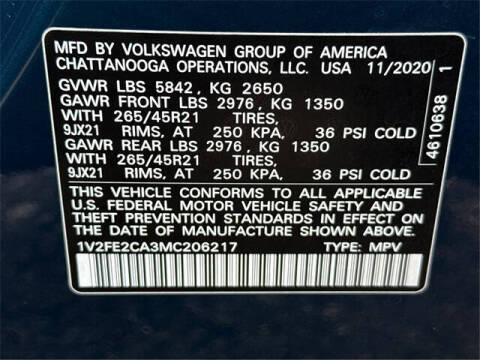 MFD BY VOLKSWAGEN GROUP OF AMERICA
CHATTANOOGA OPERATIONS, LLC. USA 11/2020
GVWR LBS 5842, KG 2650
GAWR FRONT LBS 2976, KG 1350
WITH 265/45R21 TIRES,
9JX21 RIMS, AT 250 KPA, 36 PSI COLD
GAWR REAR LBS 2976, KG 1350
WITH 265/45R21 TIRES,
9JX21 RIMS, AT 250 KPA, 36 PSI COLD
THIS VEHICLE CONFORMS TO ALL APPLICABLE
U.S. FEDERAL MOTOR VEHICLE SAFETY AND
THEFT PREVENTION STANDARDS IN EFFECT ON
THE DATE OF MANUFACTURE SHOWN ABOVE.
1V2FE2CA3MC206217 TYPE: MPV
4610638 1